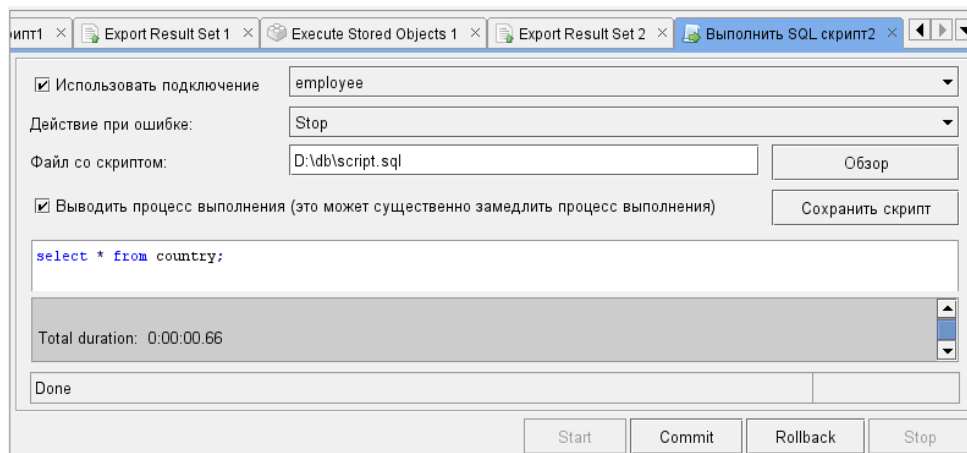 ипт1 Export Result Set 1 Execute Stored Objects 1 Export Result Set 2 Выполнить SQL скрипт2
Использовать подключение employee
Действие при ошибке: Stop
Файл со скриптом: D:\db\script.sql Обзор
Выводить процесс выполнения (это может существенно замедлить процесс выполнения) Сохранить скрипт
select * from country;
Total duration: 0:00:00.66
Done
Start Commit Rollback Stop